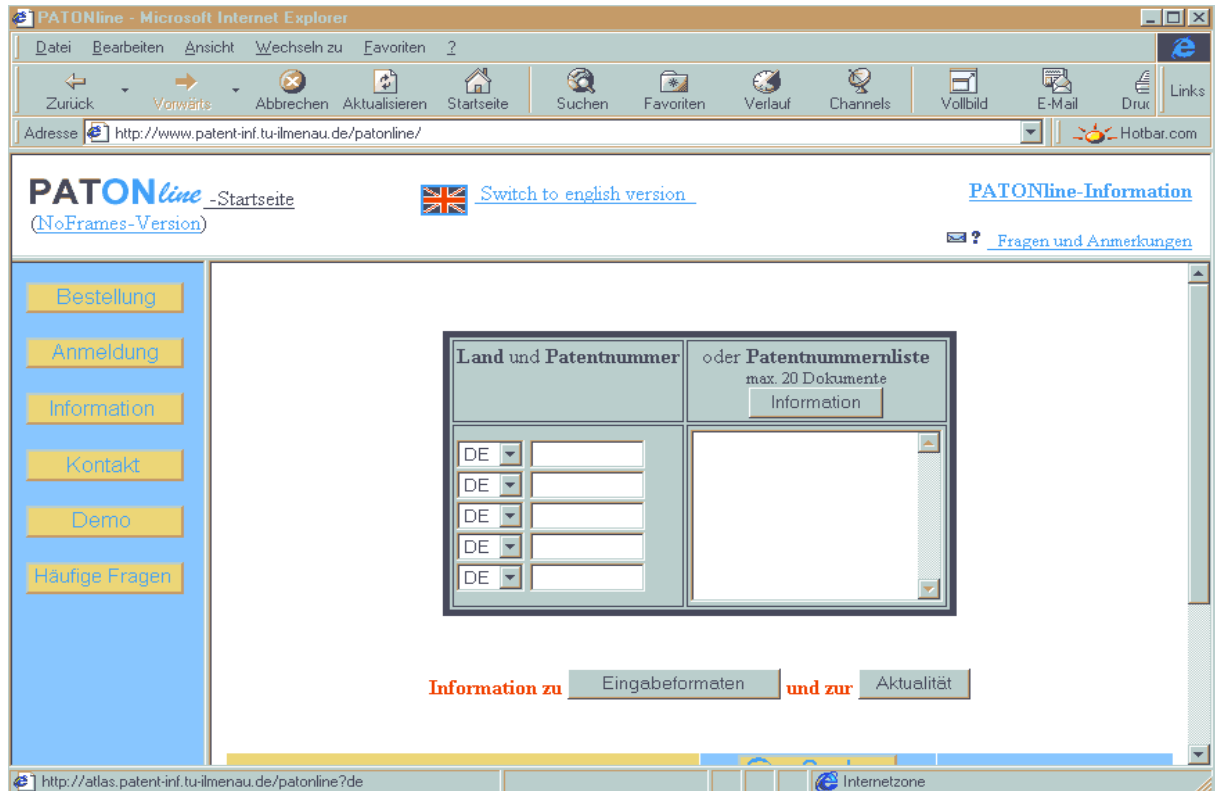 PATONline - Microsoft Internet Explorer
Datei Bearbeiten Ansicht Wechseln zu Favoriten ?
Zurück Vorwärts Abbrechen Aktualisieren Startseite Suchen Favoriten Verlauf Channels Vollbild E-Mail Druc Links
Adresse http://www.patent-inf.tu-ilmenau.de/patonline/ Hotbar.com
PATONline -Startseite Switch to english version PATONline-Information
(NoFrames-Version)
? Fragen und Anmerkungen
Bestellung
Anmeldung
Information
Kontakt
Demo
Häufige Fragen
Land und Patentnummer
oder Patentnummernliste
max. 20 Dokumente
Information
DE
DE
DE
DE
DE
Information zu Eingabeformaten und zur Aktualität
http://atlas.patent-inf.tu-ilmenau.de/patonline?de Internetzone